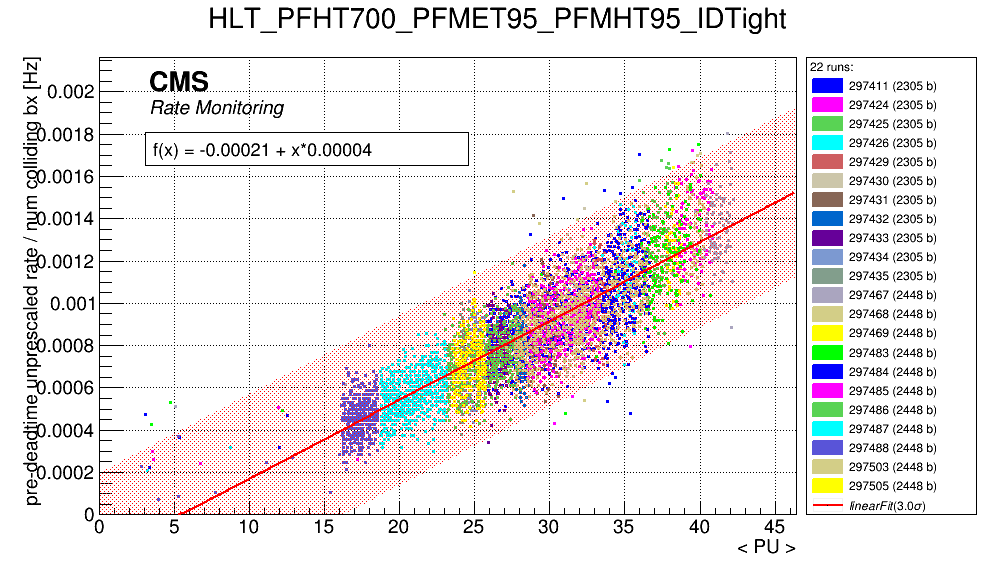 HLT_PFHT700_PFMET95_PFMHT95_IDTight
pre-deadtime unprescaled rate / num colliding bx [Hz]
CMS
Rate Monitoring
f(x) = -0.00021 + x*0.00004
0.002
0.0018
0.0016
0.0014
0.0012
0.001
0.0008
0.0006
0.0004
0.0002
0
0 5 10 15 20 25 30 35 40 45
< PU >
22 runs:
297411 (2305 b)
297424 (2305 b)
297425 (2305 b)
297426 (2305 b)
297429 (2305 b)
297430 (2305 b)
297431 (2305 b)
297432 (2305 b)
297433 (2305 b)
297434 (2305 b)
297435 (2305 b)
297467 (2448 b)
297468 (2448 b)
297469 (2448 b)
297483 (2448 b)
297484 (2448 b)
297485 (2448 b)
297486 (2448 b)
297487 (2448 b)
297488 (2448 b)
297503 (2448 b)
297505 (2448 b)
linearFit(3.0σ)